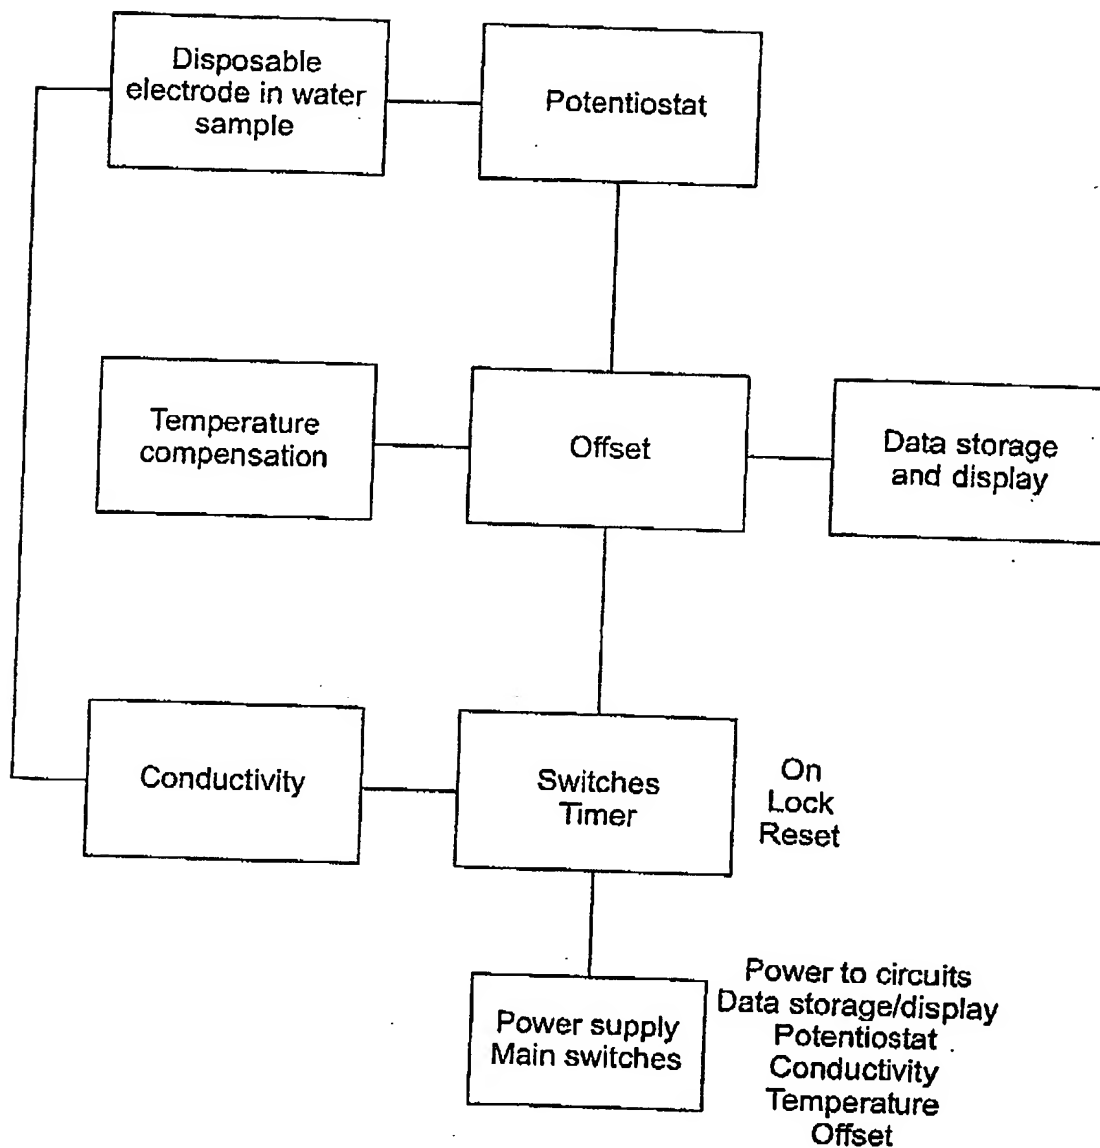 Disposable
electrode in water
sample
Potentiostat
Temperature
compensation
Offset
Data storage
and display
Conductivity
Switches
Timer
On
Lock
Reset
Power supply
Main switches
Power to circuits
Data storage/display
Potentiostat
Conductivity
Temperature
Offset